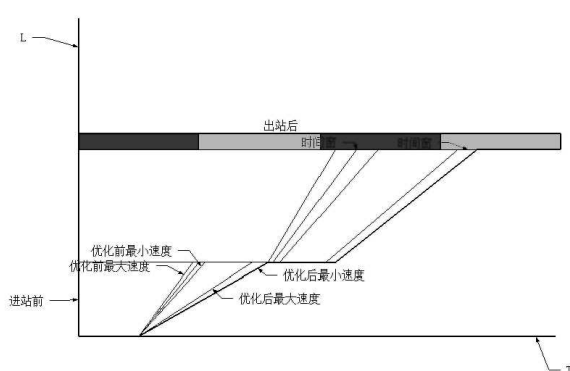 L
出站后
时间窗
时间窗
优化前最小速度
优化前最大速度
优化后最小速度
优化后最大速度
进站前
T